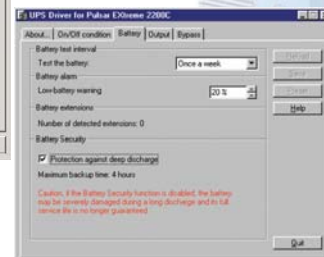 UPS Driver for Pulsar EXtreme 2200C
About... On/Off condition Battery Output Bypass
Battery test interval
Test the battery: Once a week
Battery alarm
Low-battery warning 20 %
Battery extensions
Number of detected extensions: 0
Battery Security
Protection against deep discharge
Maximum backup time: 4 hours
Caution, if the Battery Security function is disabled, the battery
may be severely damaged during a long discharge and its full
service life is no longer guaranteed.
Save
Help
Quit